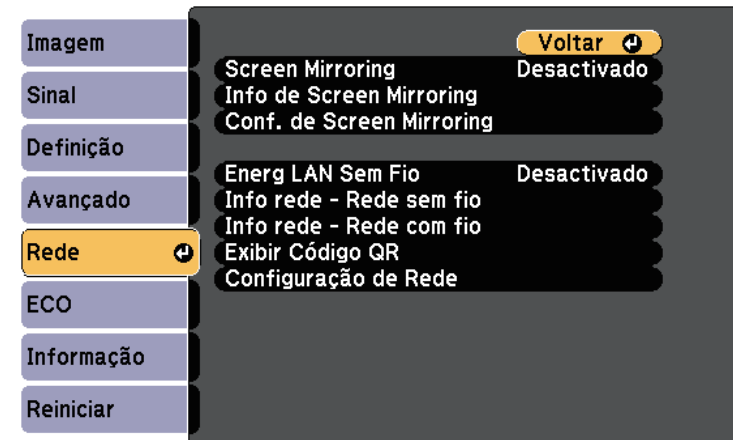 Imagem
Sinal
Definição
Avançado
Rede
ECO
Informação
Reiniciar
Voltar
Screen Mirroring Desactivado
Info de Screen Mirroring
Conf. de Screen Mirroring
Energ LAN Sem Fio Desactivado
Info rede - Rede sem fio
Info rede - Rede com fio
Exibir Código QR
Configuração de Rede